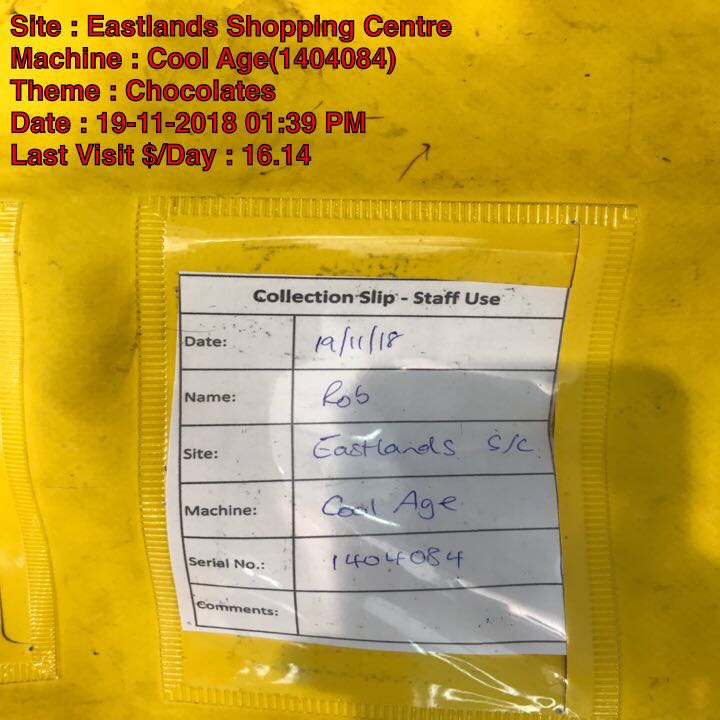 Site : Eastlands Shopping Centre
Machine : Cool Age(1404084)
Theme : Chocolates
Date : 19-11-2018 01:39 PM
Last Visit $/Day : 16.14
Collection Slip - Staff Use
Date: 19/11/18
Name: Rob
Site: Eastlands S/C
Machine: Cool Age
Serial No.: 1404084
Comments: